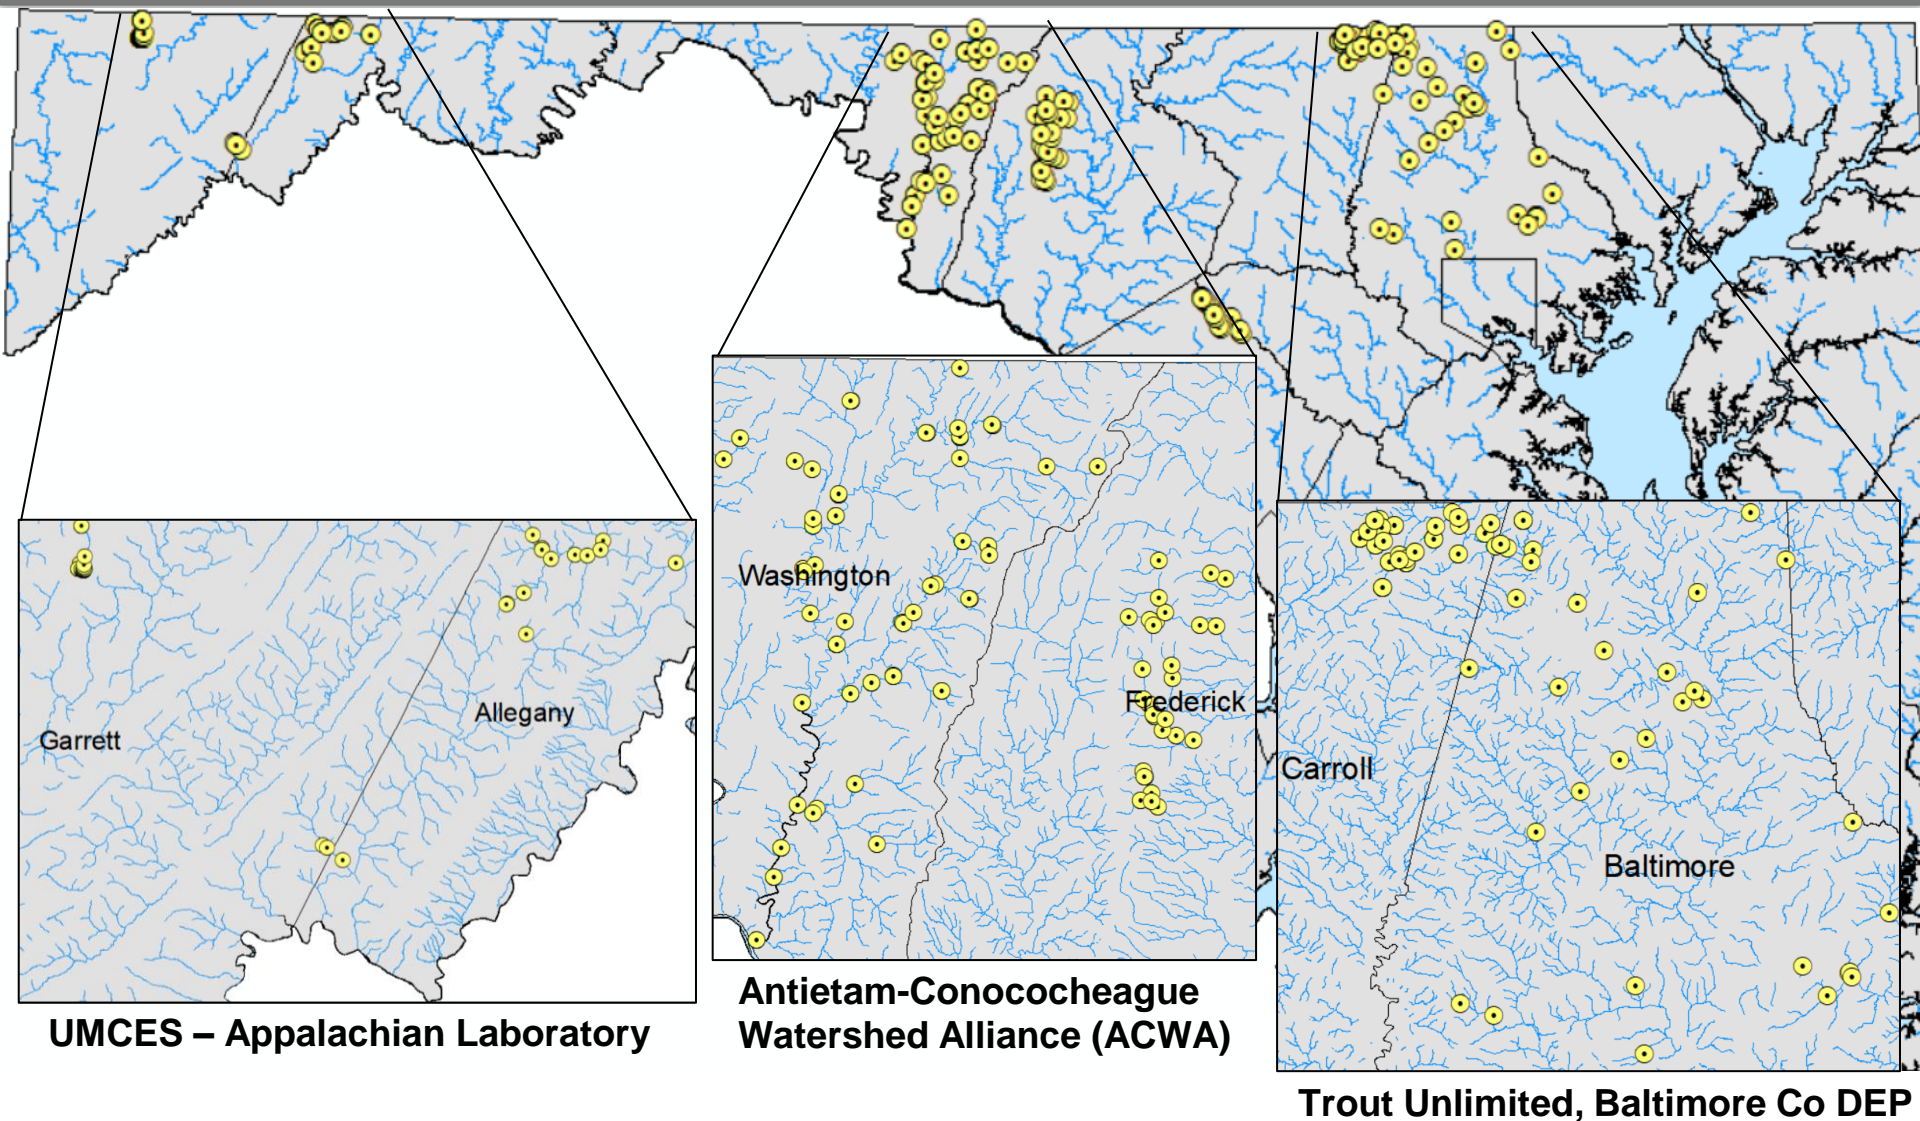 Garrett
Allegany
UMCES – Appalachian Laboratory
Washington
Frederick
Antietam-Conococheague
Watershed Alliance (ACWA)
Carroll
Baltimore
Trout Unlimited, Baltimore Co DEP